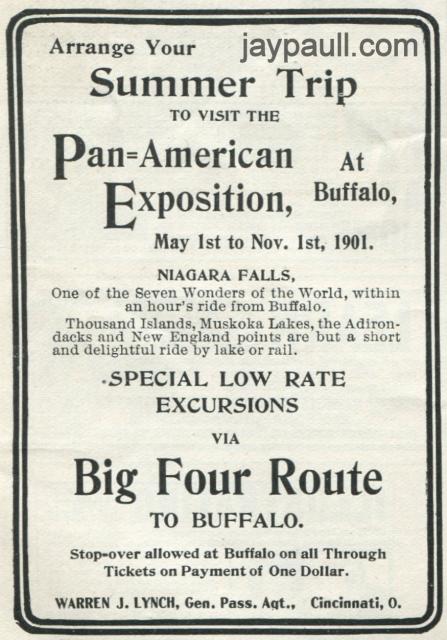 jaypaull.com
Arrange Your
Summer Trip
TO VISIT THE
Pan=American
Exposition,
At
Buffalo,
May 1st to Nov. 1st, 1901.
NIAGARA FALLS,
One of the Seven Wonders of the World, within
an hour's ride from Buffalo.
Thousand Islands, Muskoka Lakes, the Adiron-
dacks and New England points are but a short
and delightful ride by lake or rail.
SPECIAL LOW RATE
EXCURSIONS
VIA
Big Four Route
TO BUFFALO.
Stop-over allowed at Buffalo on all Through
Tickets on Payment of One Dollar.
WARREN J. LYNCH, Gen. Pass. Agt., Cincinnati, O.